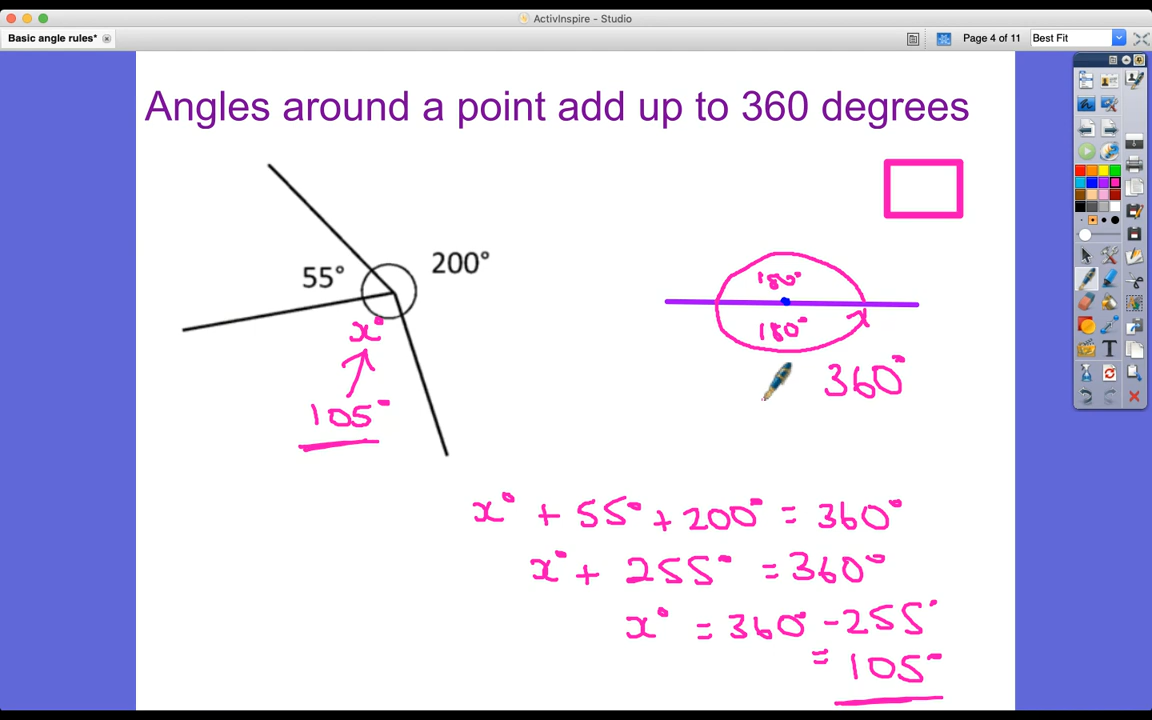 ActivInspire - Studio
Basic angle rules*
Page 4 of 11
Best Fit
Angles around a point add up to 360 degrees
55°
200°
x°
105°
180°
180°
360°
x° + 55° + 200° = 360°
x° + 255° = 360°
x° = 360° - 255°
= 105°